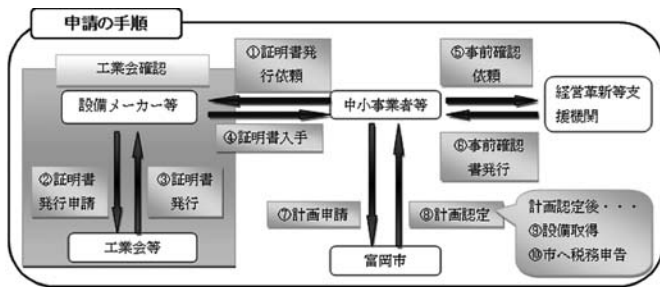 申請の手順
工業会確認
設備メーカー等
①証明書発
行依頼
④証明書入手
中小事業者等
⑤事前確認
依頼
⑥事前確認
書発行
経営革新等支
援機関
②証明書
発行申請
③証明書
発行
工業会等
⑦計画申請
⑧計画認定
富岡市
計画認定後・・・
⑨設備取得
⑩市へ税務申告